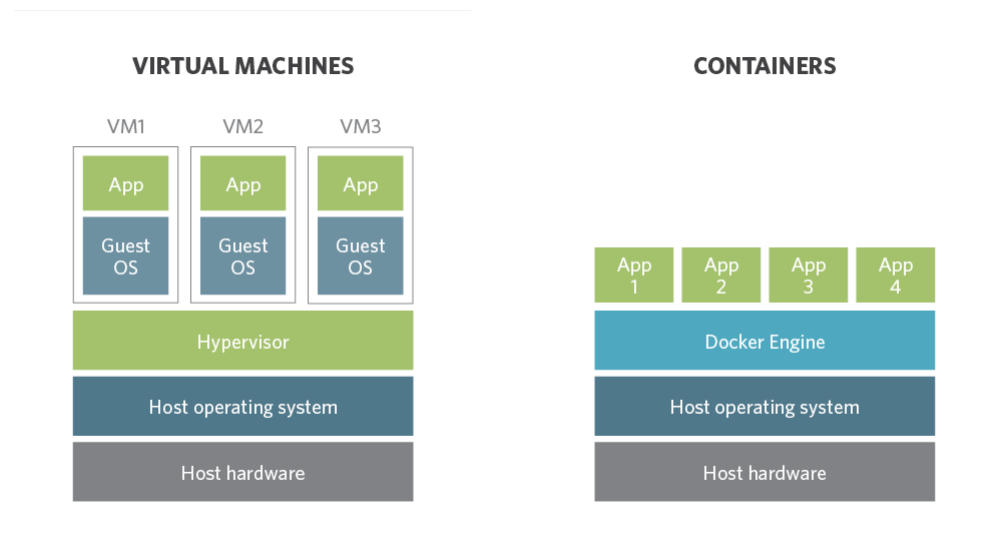 VIRTUAL MACHINES
VM1
VM2
VM3
App
App
App
Guest
OS
Guest
OS
Guest
OS
Hypervisor
Host operating system
Host hardware
CONTAINERS
App
1
App
2
App
3
App
4
Docker Engine
Host operating system
Host hardware